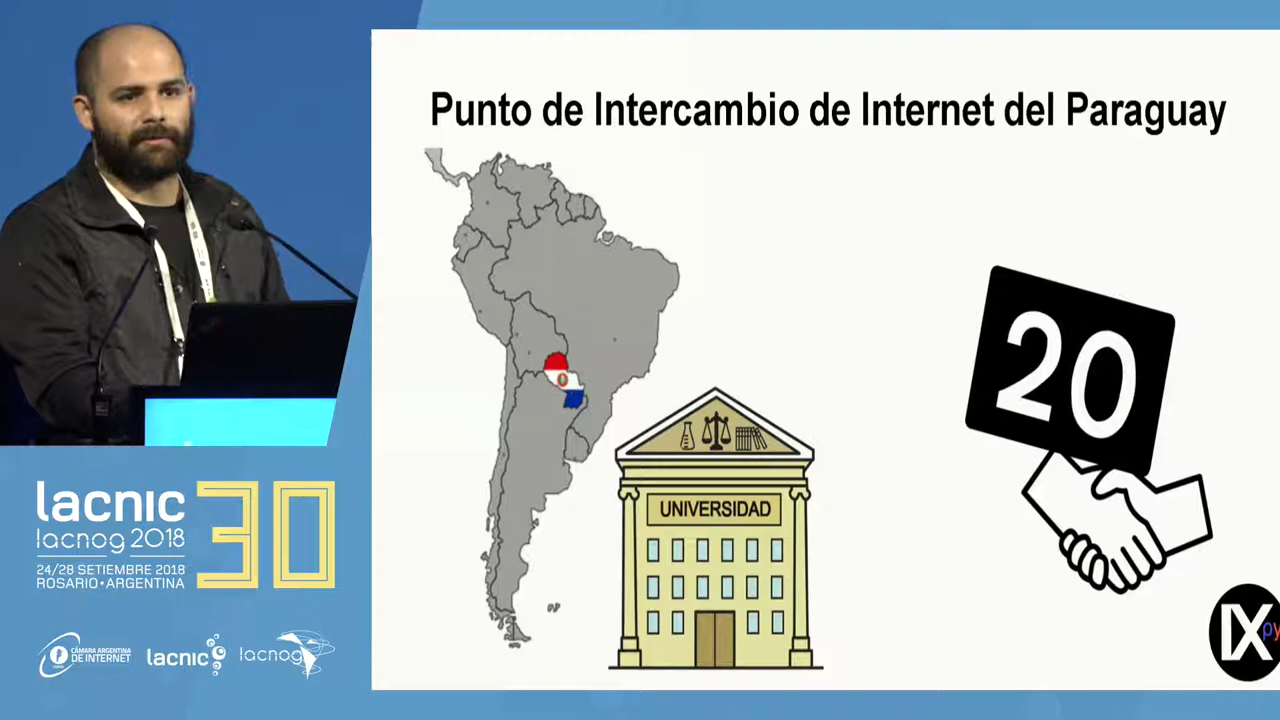 Punto de Intercambio de Internet del Paraguay
20
UNIVERSIDAD
IX
py
lacnic 30
lacnog 2018
24/28 SETIEMBRE 2018
ROSARIO • ARGENTINA
CÁMARA ARGENTINA
DE INTERNET
lacnic
lacnog